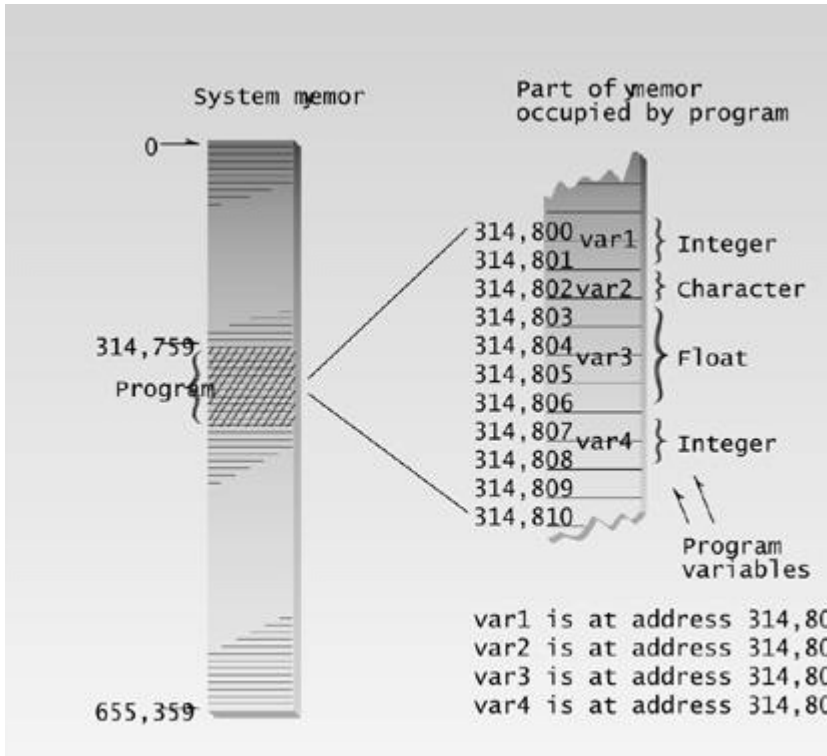 System mymemor
Part of ymemor
occupied by program
0
314,759
Program
655,359
314,800
var1
Integer
314,801
314,802
var2
Character
314,803
314,804
var3
Float
314,805
314,806
314,807
var4
Integer
314,808
314,809
314,810
Program
variables
var1 is at address 314,80
var2 is at address 314,80
var3 is at address 314,80
var4 is at address 314,80